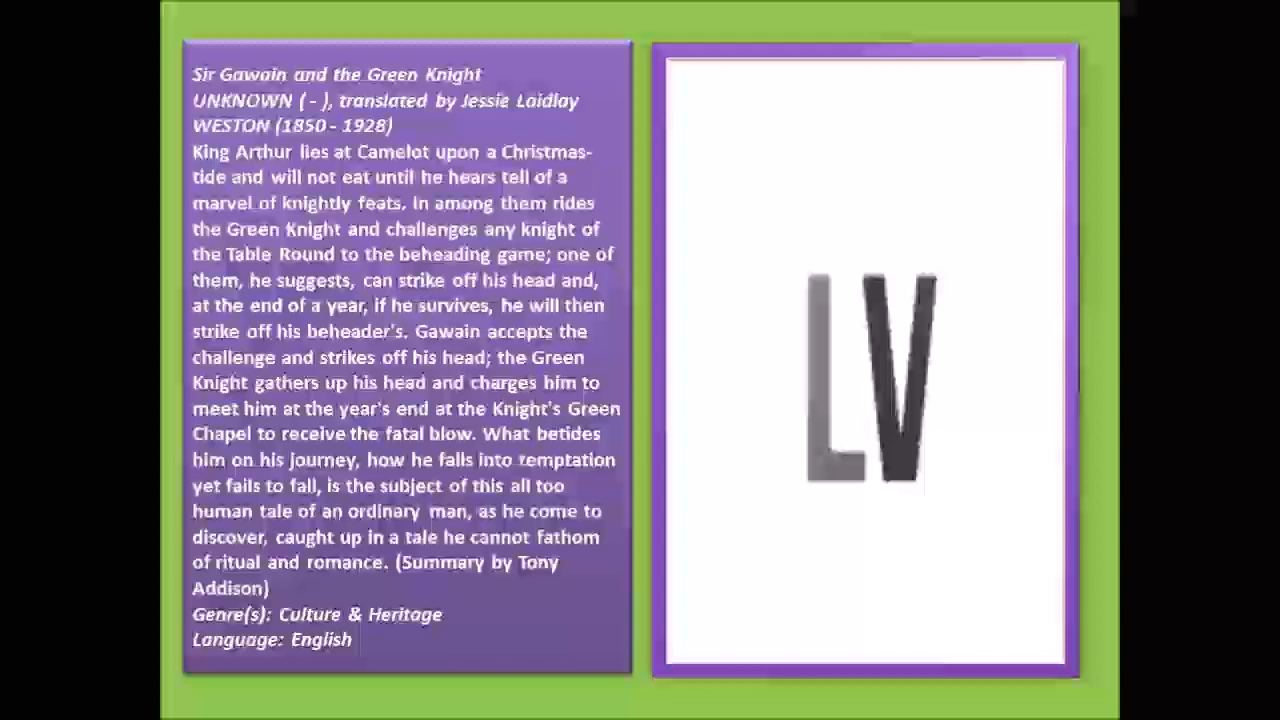 Sir Gawain and the Green Knight
UNKNOWN ( - ), translated by Jessie Laidlay
WESTON (1850 - 1928)
King Arthur lies at Camelot upon a Christmas-
tide and will not eat until he hears tell of a
marvel of knightly feats. In among them rides
the Green Knight and challenges any knight of
the Table Round to the beheading game; one of
them, he suggests, can strike off his head and,
at the end of a year, if he survives, he will then
strike off his beheader's. Gawain accepts the
challenge and strikes off his head; the Green
Knight gathers up his head and charges him to
meet him at the year's end at the Knight's Green
Chapel to receive the fatal blow. What betides
him on his journey, how he falls into temptation
yet fails to fall, is the subject of this all too
human tale of an ordinary man, as he come to
discover, caught up in a tale he cannot fathom
of ritual and romance. (Summary by Tony
Addison)
Genre(s): Culture & Heritage
Language: English
LV